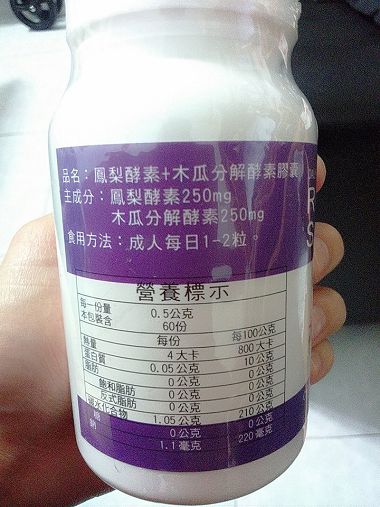 品名：鳳梨酵素+木瓜分解酵素膠囊
主成分：鳳梨酵素250mg
木瓜分解酵素250mg
食用方法：成人每日1-2粒。
營養標示
每一份量 0.5公克
本包裝含 60份
每份 每100公克
熱量 4大卡 800大卡
蛋白質 0.05公克 10公克
脂肪 0公克 0公克
飽和脂肪 0公克 0公克
反式脂肪 0公克 0公克
碳水化合物 1.05公克 210公克
糖 0公克 0公克
鈉 1.1毫克 220毫克
R
S